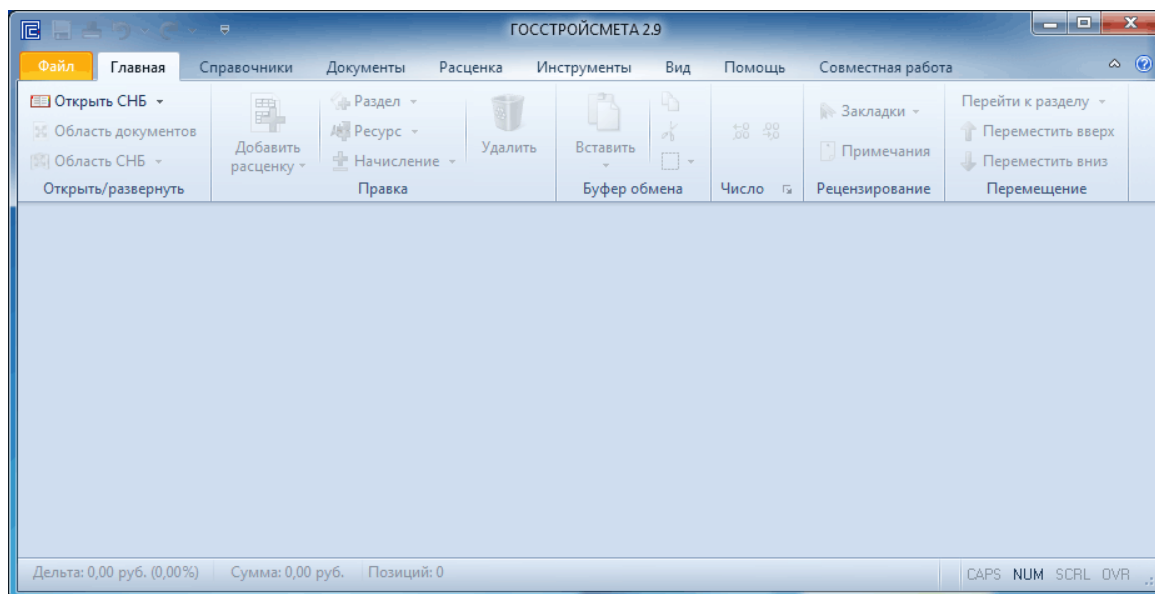 ГОССТРОЙСМЕТА 2.9
Файл Главная Справочники Документы Расценка Инструменты Вид Помощь Совместная работа
Открыть СНБ
Область документов
Область СНБ
Открыть/развернуть
Добавить
расценку
Раздел
Ресурс
Начисление
Удалить
Правка
Вставить
Буфер обмена
Число
Закладки
Примечания
Рецензирование
Перейти к разделу
Переместить вверх
Переместить вниз
Перемещение
Дельта: 0,00 руб. (0,00%) Сумма: 0,00 руб. Позиций: 0 CAPS NUM SCRL OVR